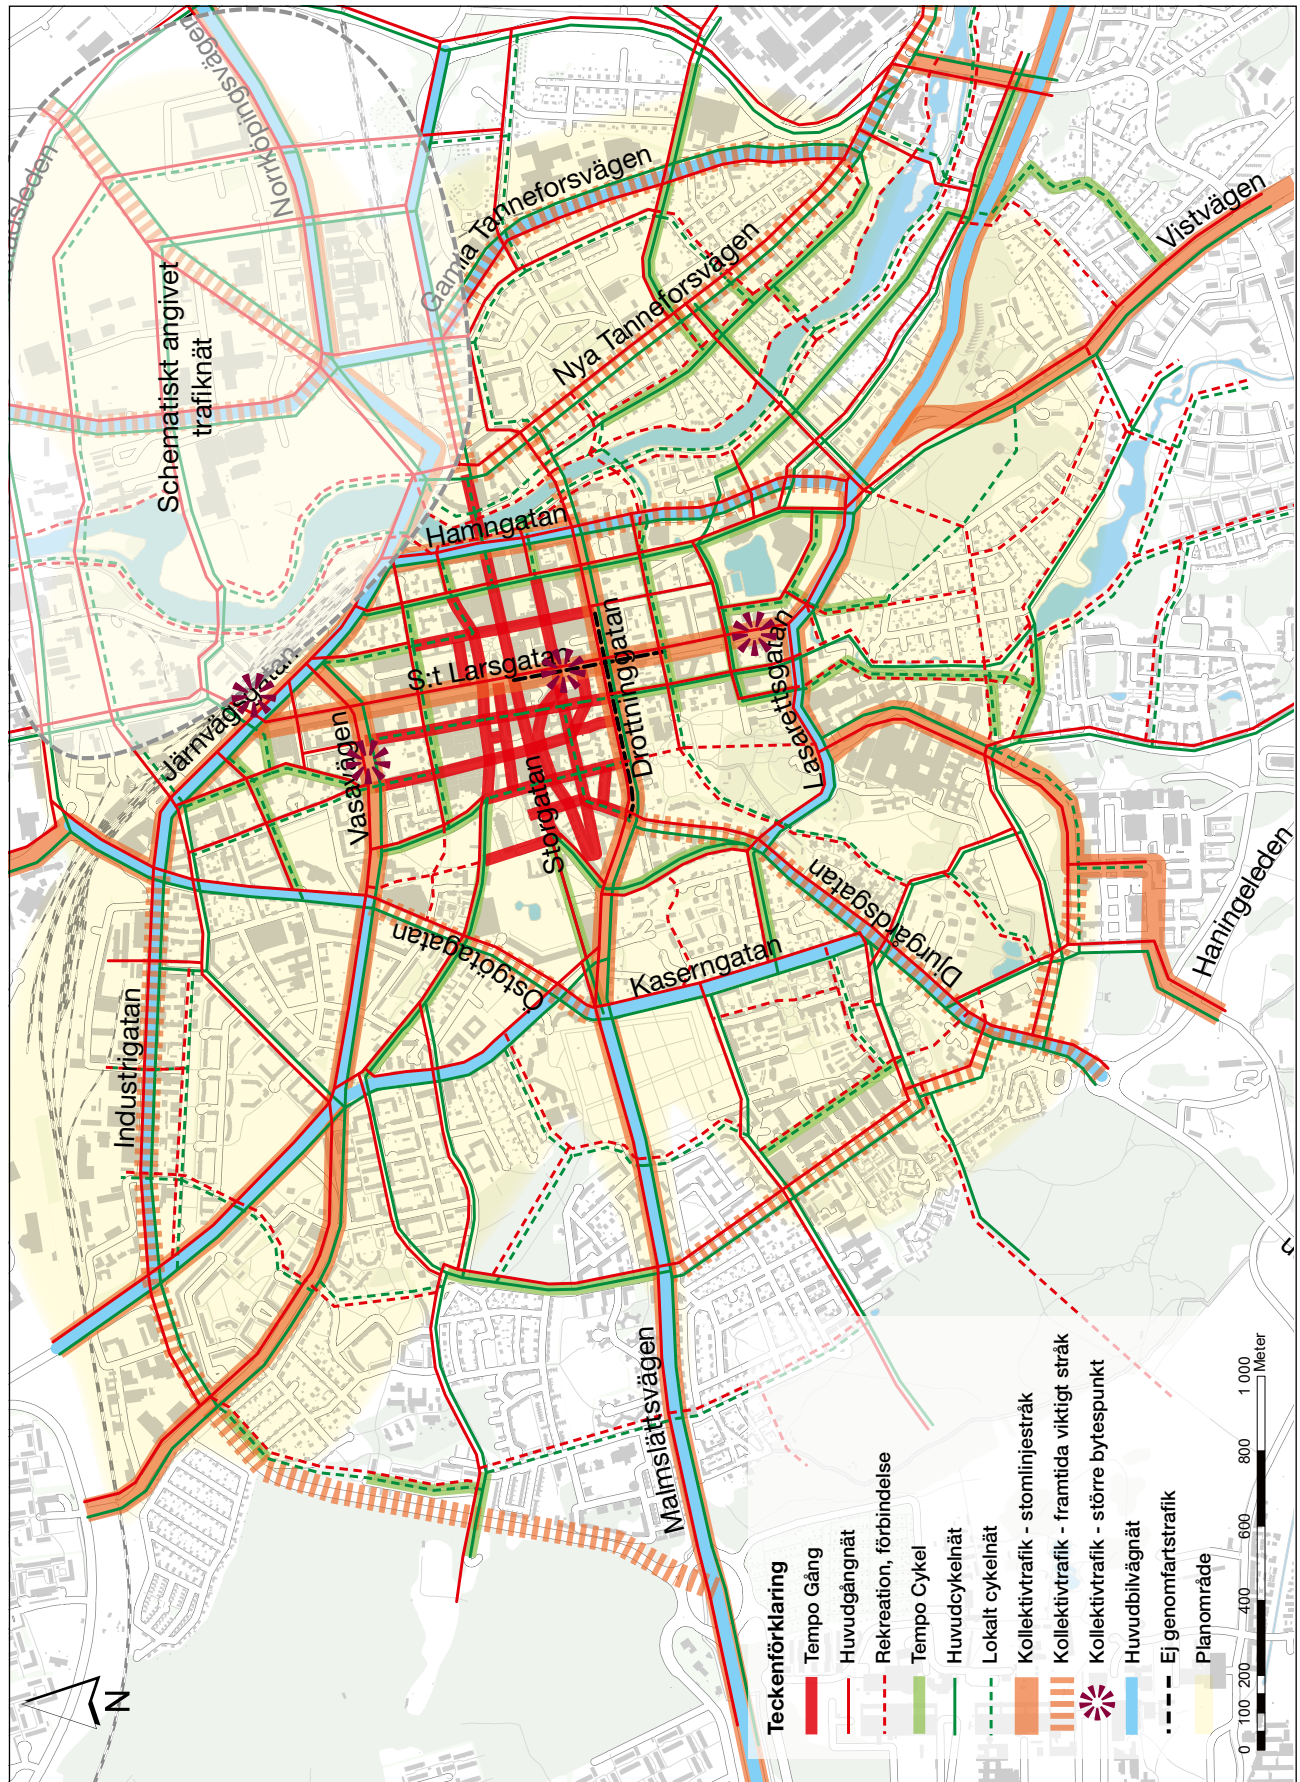 Norrköpingsvägen
Schematiskt angivet
trafiknät
Gamla Tanneforsvägen
Nya Tanneforsvägen
Vistvägen
Hamngatan
S:t Larsgatan
Drottninggatan
Järnvägsgatan
Vasavägen
Storgatan
Lasarettsgatan
Östgötagatan
Kaserngatan
Djurgårdsgatan
Haningeleden
Industrigatan
Malmslättsvägen
N
Teckenförklaring
Tempo Gång
Huvudgångnät
Rekreation, förbindelse
Tempo Cykel
Huvudcykelnät
Lokalt cykelnät
Kollektivtrafik - stomlinjestråk
Kollektivtrafik - framtida viktigt stråk
Kollektivtrafik - större bytespunkt
Huvudbilvägnät
Ej genomfartstrafik
Planområde
0 100 200 400 600 800 1 000
Meter